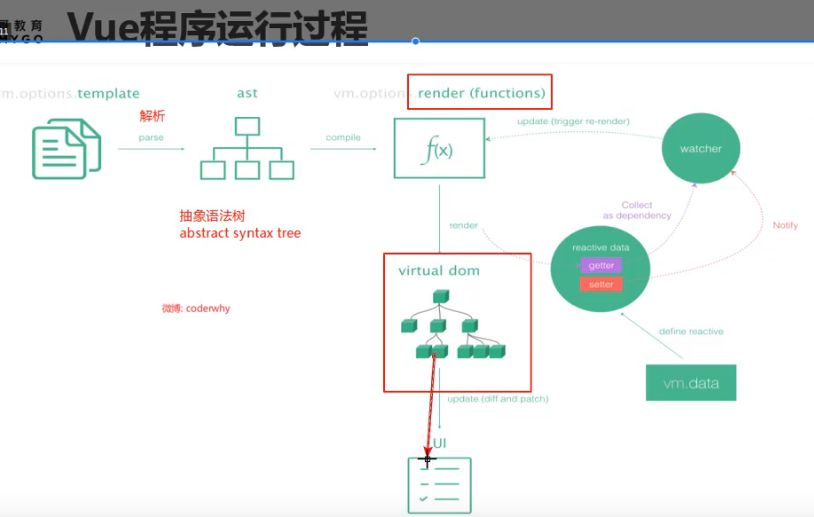 教育
MYGO
Vue程序运行过程
m.options.template
ast
vm.options.render (functions)
解析
parse
compile
f(x)
update (trigger re-render)
watcher
抽象语法树
abstract syntax tree
Collect
as dependency
render
Notify
reactive data
getter
setter
virtual dom
微博: coderwhy
define reactive
vm.data
update (diff and patch)
UI